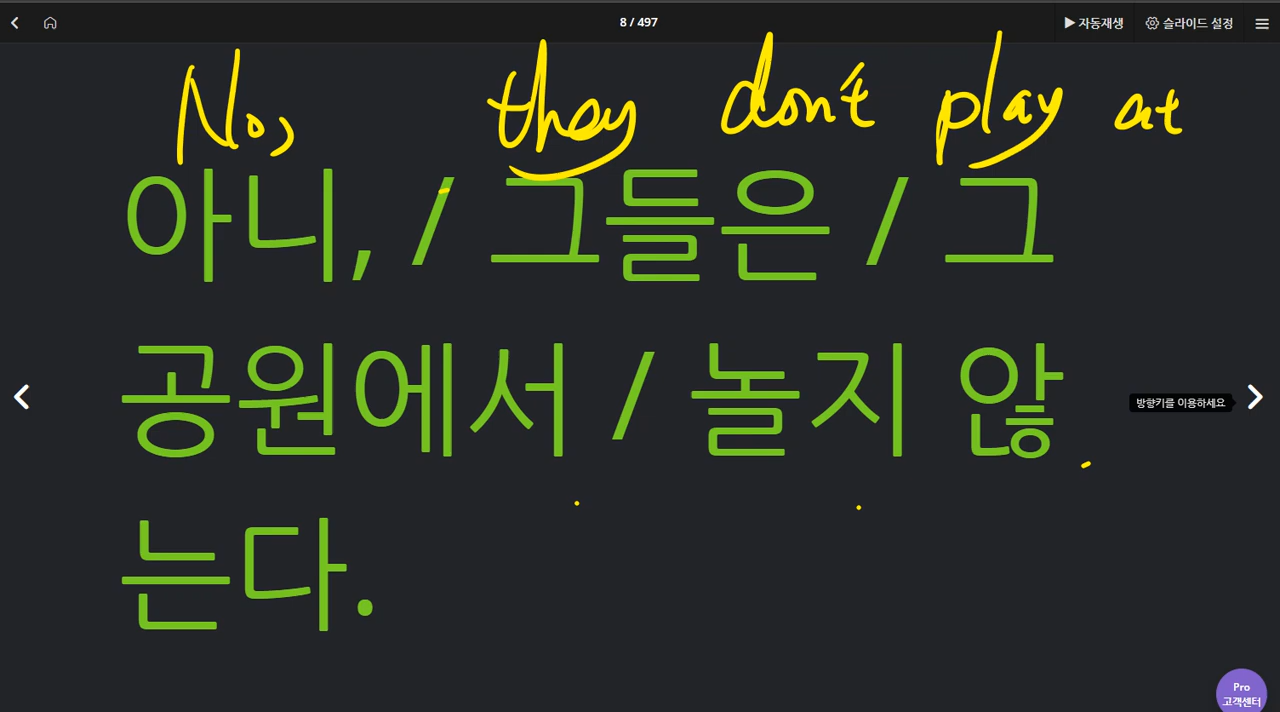 8 / 497
자동재생
슬라이드 설정
No, they don't play at
아니, / 그들은 / 그
공원에서 / 놀지 않
는다.
방향키를 이용하세요
Pro
고객센터